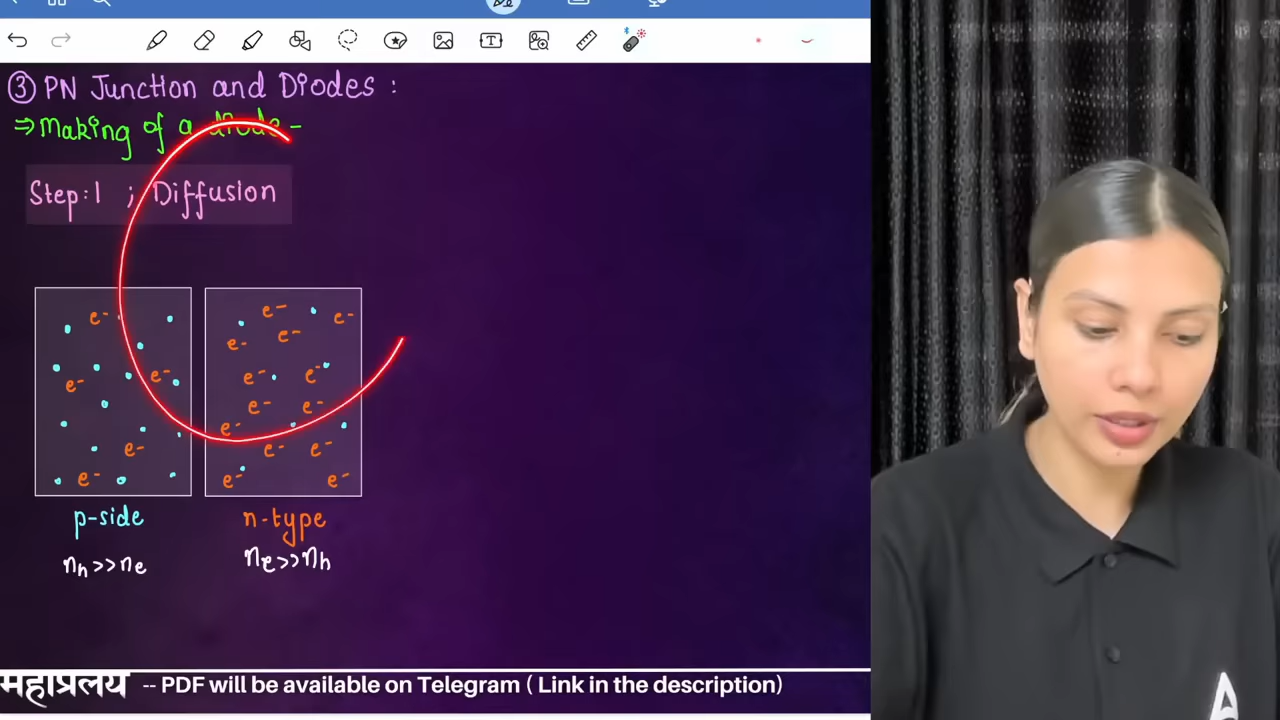 ③ PN Junction and Diodes :
⇒ Making of a diode -
Step:1 ; Diffusion
e- e- e- e-
e- e-
e- e- e-
e- e-
e-
e- e- e-
e- e- e-
p-side n-type
nh >> ne ne >> nh
महाप्रलय -- PDF will be available on Telegram ( Link in the description)
A